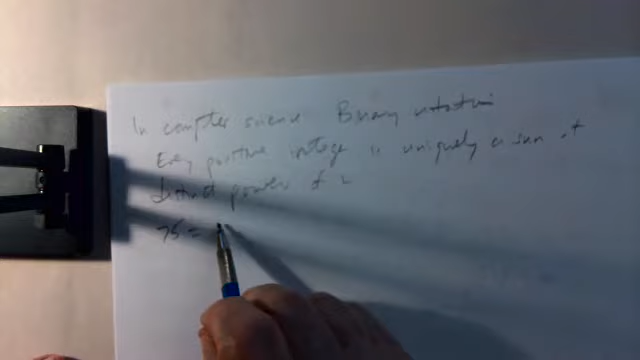 In computer science Binary notation
Every positive integer is uniquely a sum of
distinct powers of 2
75 =